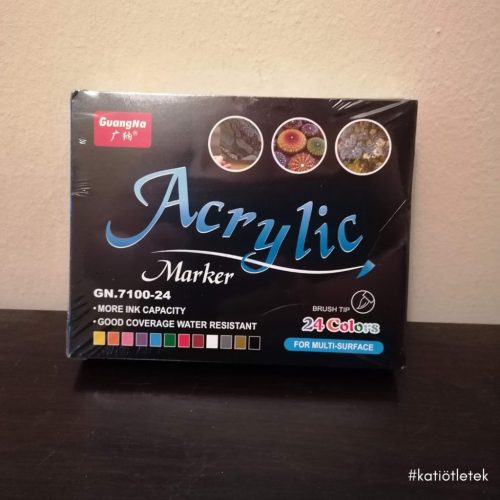 GuangNa
广纳®
Acrylic
Marker
GN.7100-24
• MORE INK CAPACITY
• GOOD COVERAGE WATER RESISTANT
BRUSH TIP
24 Colors
FOR MULTI-SURFACE
#katiötletek